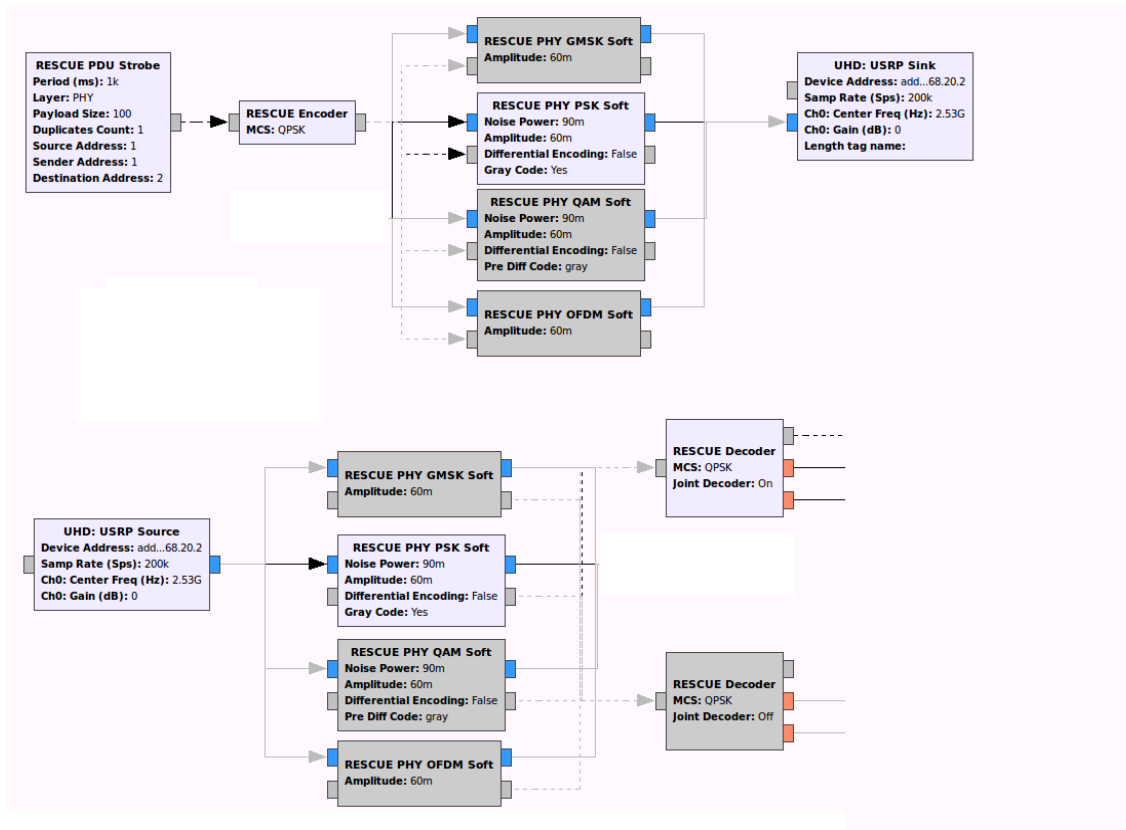 RESCUE PDU Strobe
Period (ms): 1k
Layer: PHY
Payload Size: 100
Duplicates Count: 1
Source Address: 1
Sender Address: 1
Destination Address: 2
RESCUE Encoder
MCS: QPSK
RESCUE PHY GMSK Soft
Amplitude: 60m
RESCUE PHY PSK Soft
Noise Power: 90m
Amplitude: 60m
Differential Encoding: False
Gray Code: Yes
RESCUE PHY QAM Soft
Noise Power: 90m
Amplitude: 60m
Differential Encoding: False
Pre Diff Code: gray
RESCUE PHY OFDM Soft
Amplitude: 60m
UHD: USRP Sink
Device Address: add...68.20.2
Samp Rate (Sps): 200k
Ch0: Center Freq (Hz): 2.53G
Ch0: Gain (dB): 0
Length tag name:
UHD: USRP Source
Device Address: add...68.20.2
Samp Rate (Sps): 200k
Ch0: Center Freq (Hz): 2.53G
Ch0: Gain (dB): 0
RESCUE PHY GMSK Soft
Amplitude: 60m
RESCUE PHY PSK Soft
Noise Power: 90m
Amplitude: 60m
Differential Encoding: False
Gray Code: Yes
RESCUE PHY QAM Soft
Noise Power: 90m
Amplitude: 60m
Differential Encoding: False
Pre Diff Code: gray
RESCUE PHY OFDM Soft
Amplitude: 60m
RESCUE Decoder
MCS: QPSK
Joint Decoder: On
RESCUE Decoder
MCS: QPSK
Joint Decoder: Off